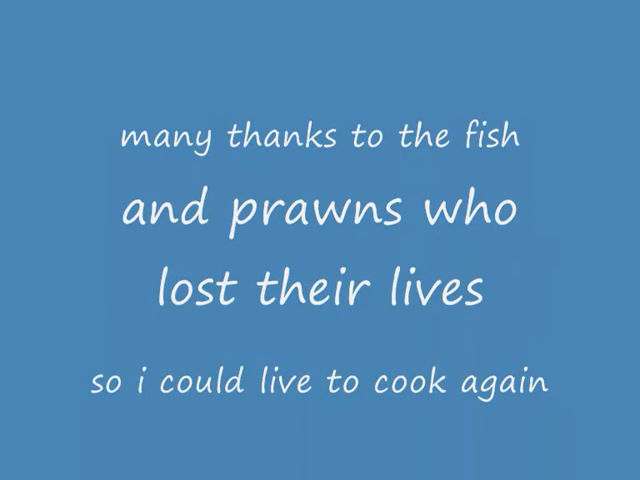 many thanks to the fish
and prawns who
lost their lives
so i could live to cook again